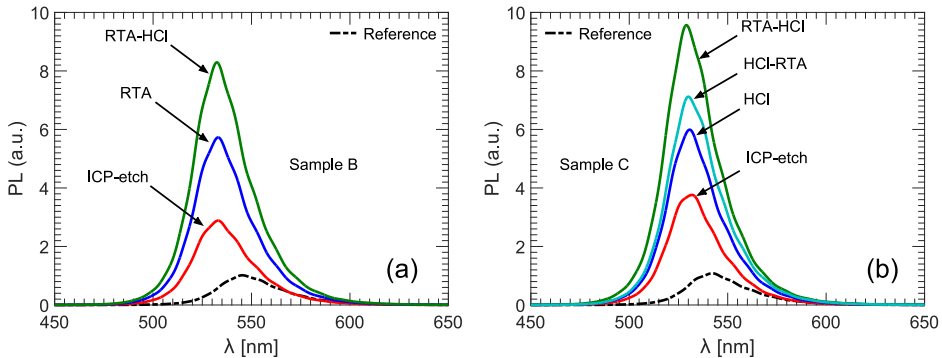 10
8
6
4
2
0
PL (a.u.)
RTA-HCl
RTA
ICP-etch
Reference
Sample B
(a)
450 500 550 600 650
λ [nm]
10
8
6
4
2
0
PL (a.u.)
Reference
RTA-HCl
HCl-RTA
HCl
ICP-etch
Sample C
(b)
450 500 550 600 650
λ [nm]